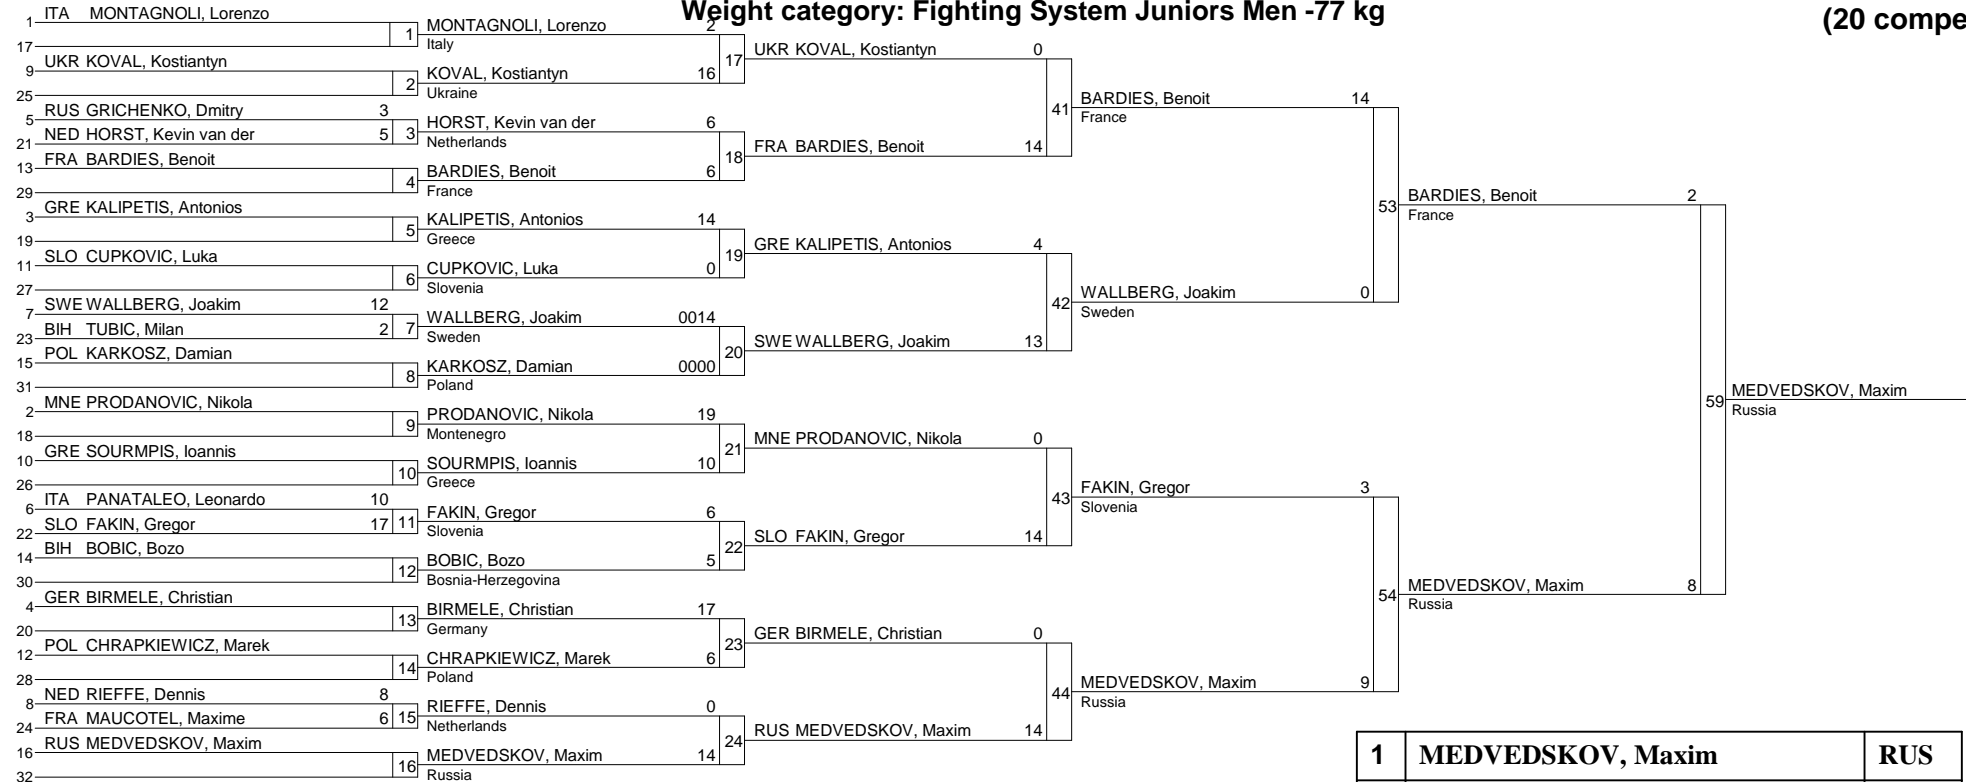 Weight category: Fighting System Juniors Men -77 kg
(20 compe
1 ITA MONTAGNOLI, Lorenzo
17
1
9 UKR KOVAL, Kostiantyn
25
2
5 RUS GRICHENKO, Dmitry 3
21 NED HORST, Kevin van der 5
3
13 FRA BARDIES, Benoit
29
4
3 GRE KALIPETIS, Antonios
19
5
11 SLO CUPKOVIC, Luka
27
6
7 SWE WALLBERG, Joakim 12
23 BIH TUBIC, Milan 2
7
15 POL KARKOSZ, Damian
31
8
2 MNE PRODANOVIC, Nikola
18
9
10 GRE SOURMPIS, Ioannis
26
10
6 ITA PANATALEO, Leonardo 10
22 SLO FAKIN, Gregor 17
11
14 BIH BOBIC, Bozo
30
12
4 GER BIRMELE, Christian
20
13
12 POL CHRAPKIEWICZ, Marek
28
14
8 NED RIEFFE, Dennis 8
24 FRA MAUCOTEL, Maxime 6
15
16 RUS MEDVEDSKOV, Maxim
32
16
MONTAGNOLI, Lorenzo 2
Italy
17
KOVAL, Kostiantyn 16
Ukraine
HORST, Kevin van der 6
Netherlands
18
BARDIES, Benoit 6
France
KALIPETIS, Antonios 14
Greece
19
CUPKOVIC, Luka 0
Slovenia
WALLBERG, Joakim 0014
Sweden
20
KARKOSZ, Damian 0000
Poland
PRODANOVIC, Nikola 19
Montenegro
21
SOURMPIS, Ioannis 10
Greece
FAKIN, Gregor 6
Slovenia
22
BOBIC, Bozo 5
Bosnia-Herzegovina
BIRMELE, Christian 17
Germany
23
CHRAPKIEWICZ, Marek 6
Poland
RIEFFE, Dennis 0
Netherlands
24
MEDVEDSKOV, Maxim 14
Russia
UKR KOVAL, Kostiantyn 0
41
FRA BARDIES, Benoit 14
GRE KALIPETIS, Antonios 4
42
SWE WALLBERG, Joakim 13
MNE PRODANOVIC, Nikola 0
43
SLO FAKIN, Gregor 14
GER BIRMELE, Christian 0
44
RUS MEDVEDSKOV, Maxim 14
BARDIES, Benoit 14
France
53
WALLBERG, Joakim 0
Sweden
FAKIN, Gregor 3
Slovenia
54
MEDVEDSKOV, Maxim 9
Russia
BARDIES, Benoit 2
France
59
MEDVEDSKOV, Maxim 8
Russia
MEDVEDSKOV, Maxim
Russia
1 MEDVEDSKOV, Maxim RUS